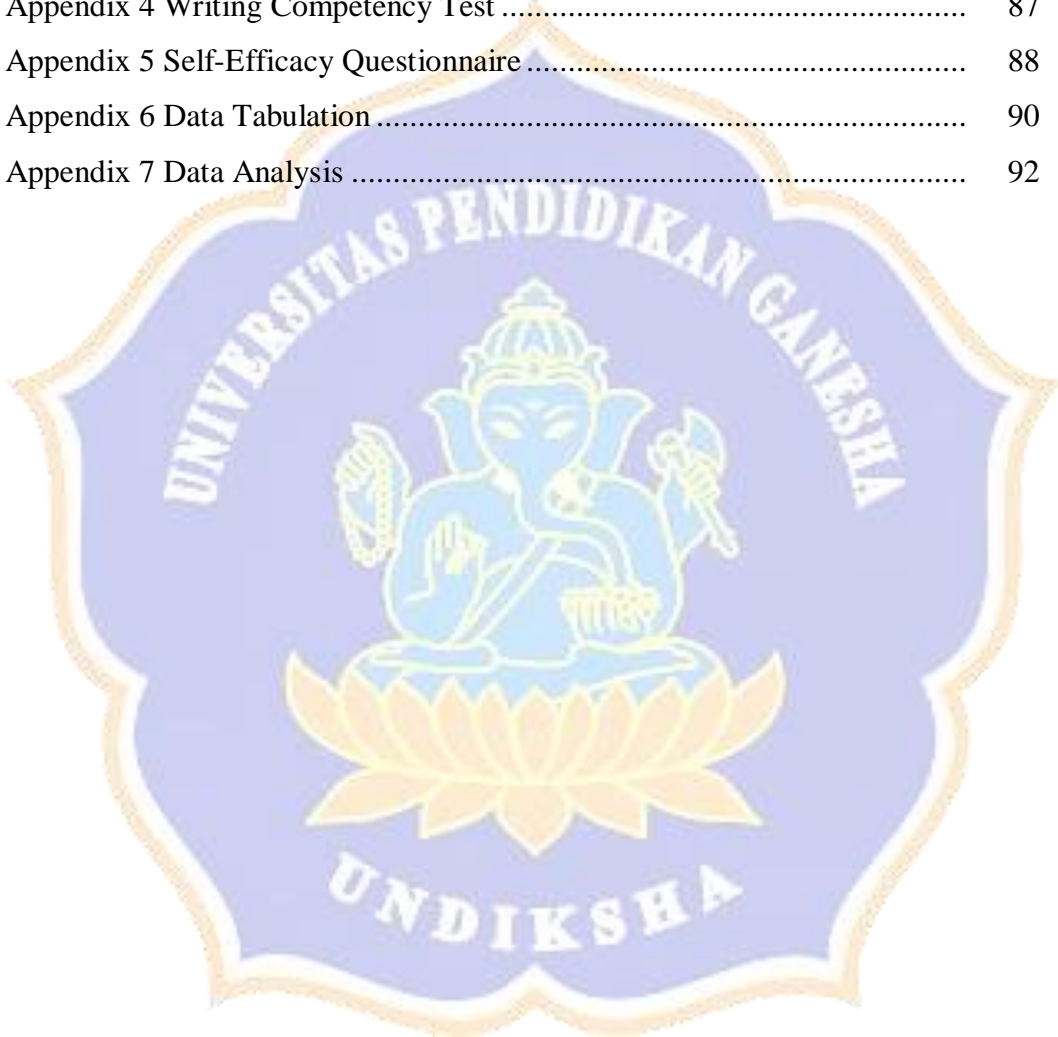 Appendix 4 Writing Competency Test ........................................................ 87
Appendix 5 Self-Efficacy Questionnaire ..................................................... 88
Appendix 6 Data Tabulation ....................................................................... 90
Appendix 7 Data Analysis .......................................................................... 92
UNIVERSITAS PENDIDIKAN GANESHA
UNDIKSHA